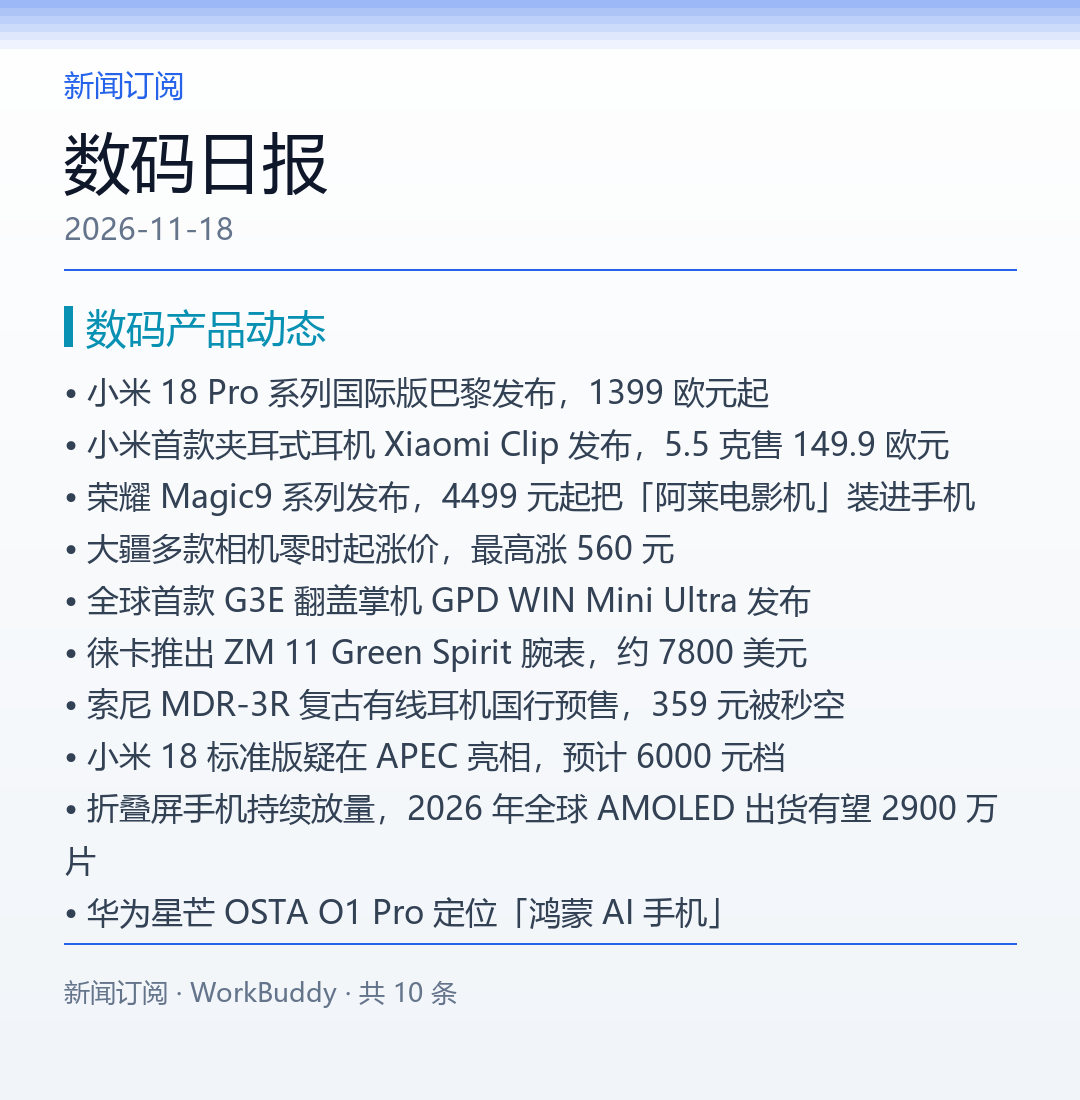 新闻订阅
数码日报
2026-11-18
数码产品动态
• 小米 18 Pro 系列国际版巴黎发布，1399 欧元起
• 小米首款夹耳式耳机 Xiaomi Clip 发布，5.5 克售 149.9 欧元
• 荣耀 Magic9 系列发布，4499 元起把「阿莱电影机」装进手机
• 大疆多款相机零时起涨价，最高涨 560 元
• 全球首款 G3E 翻盖掌机 GPD WIN Mini Ultra 发布
• 徕卡推出 ZM 11 Green Spirit 腕表，约 7800 美元
• 索尼 MDR-3R 复古有线耳机国行预售，359 元被秒空
• 小米 18 标准版疑在 APEC 亮相，预计 6000 元档
• 折叠屏手机持续放量，2026 年全球 AMOLED 出货有望 2900 万
片
• 华为星芒 OSTA O1 Pro 定位「鸿蒙 AI 手机」
新闻订阅 · WorkBuddy · 共 10 条